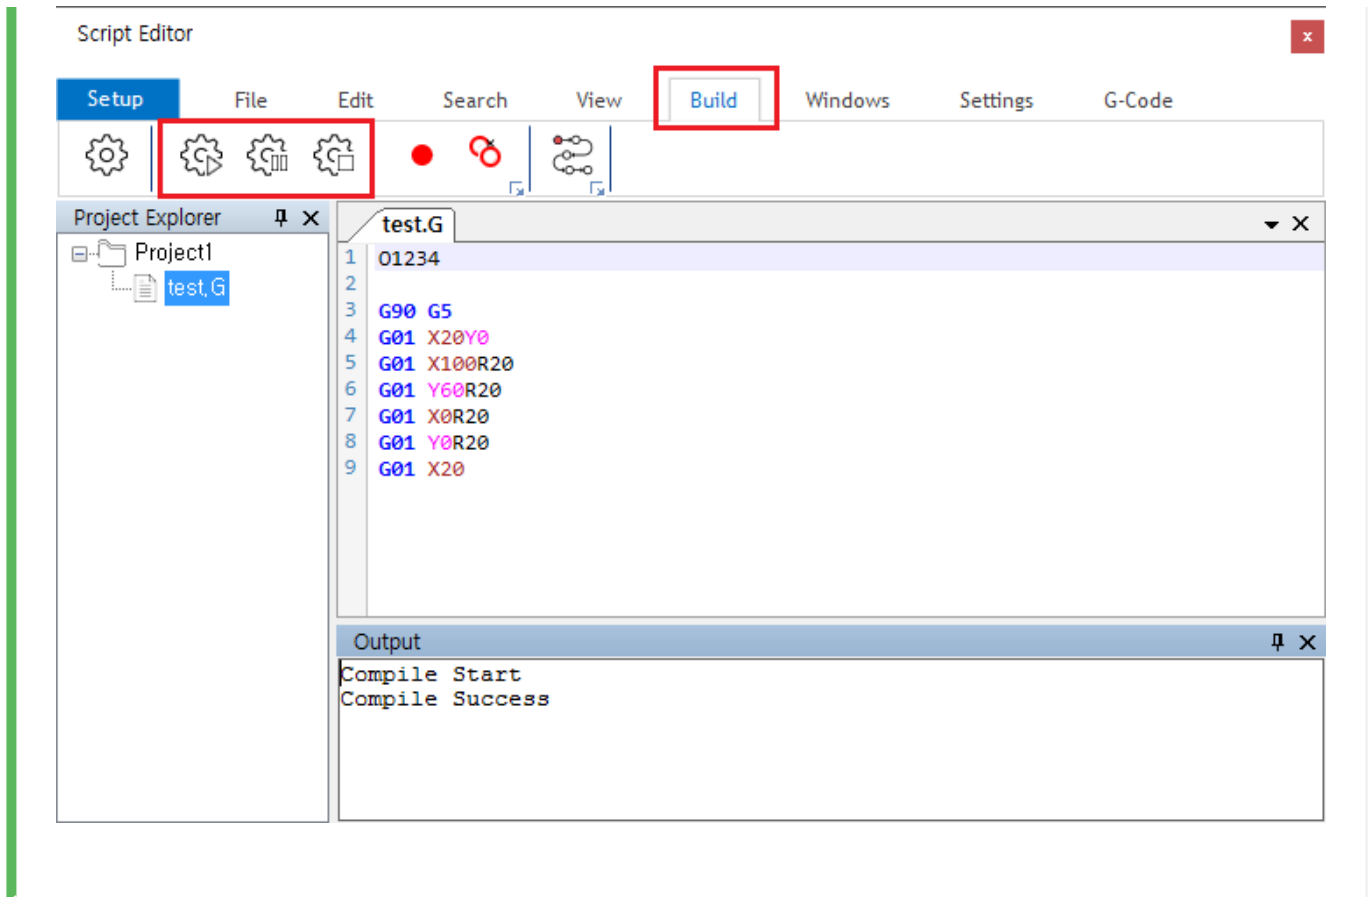 Script Editor
x
Setup File Edit Search View Build Windows Settings G-Code
Project Explorer
Project1
test.G
test.G
1 O1234
2
3 G90 G5
4 G01 X20Y0
5 G01 X100R20
6 G01 Y60R20
7 G01 X0R20
8 G01 Y0R20
9 G01 X20
Output
Compile Start
Compile Success